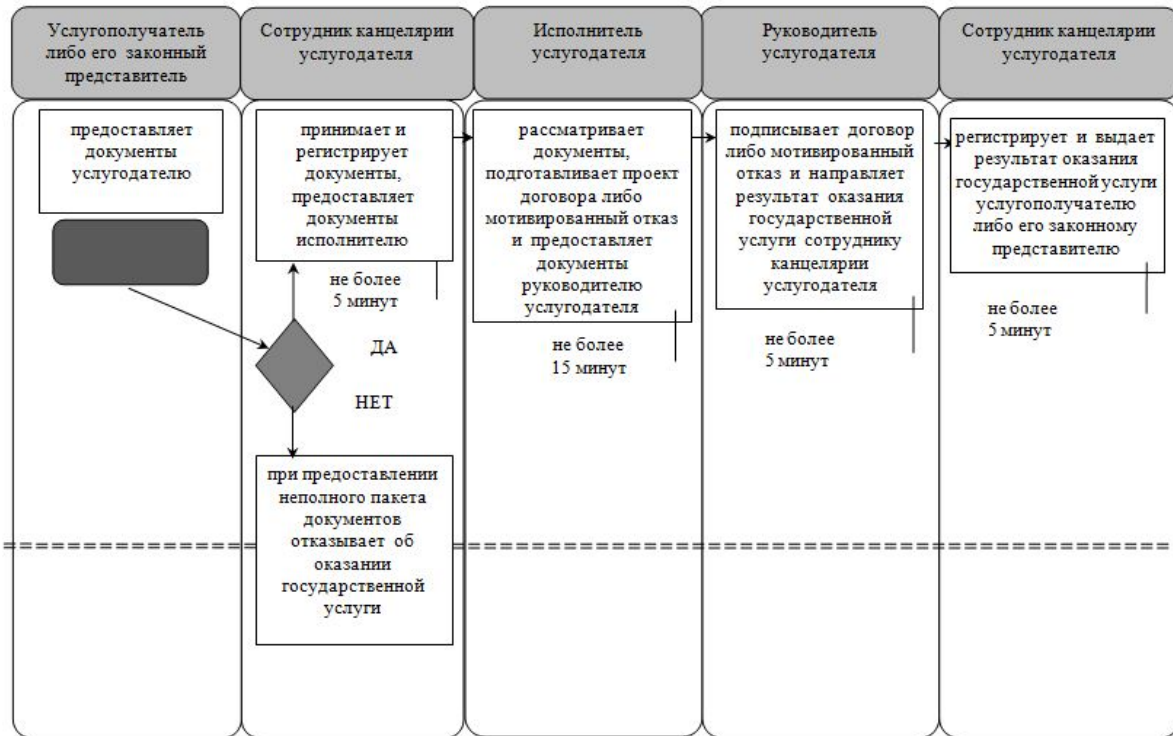 Услугополучатель
либо его законный
представитель
Сотрудник канцелярии
услугодателя
Исполнитель
услугодателя
Руководитель
услугодателя
Сотрудник канцелярии
услугодателя
предоставляет
документы
услугодателю
принимает и
регистрирует
документы,
предоставляет
документы
исполнителю
не более
5 минут
ДА
НЕТ
при предоставлении
неполного пакета
документов
отказывает об
оказании
государственной
услуги
рассматривает
документы,
подготавливает проект
договора либо
мотивированный отказ
и предоставляет
документы
руководителю
услугодателя
не более
15 минут
подписывает договор
либо мотивированный
отказ и направляет
результат оказания
государственной
услуги сотруднику
канцелярии
услугодателя
не более
5 минут
регистрирует и выдает
результат оказания
государственной услуги
услугополучателю
либо его законному
представителю
не более
5 минут